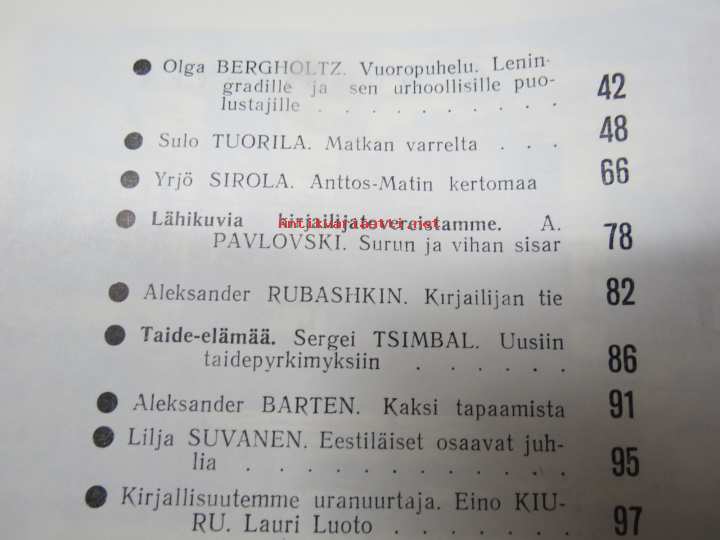 Olga BERGHOLTZ. Vuoropuhelu. Lenin-
gradille ja sen urhoollisille puo-
lustajille . . . . . . . . . . 42
Sulo TUORILA. Matkan varrelta . . . 48
Yrjö SIROLA. Anttos-Matin kertomaa 66
Lähikuvia kirjailijatovereistamme. A.
PAVLOVSKI. Surun ja vihan sisar 78
Aleksander RUBASHKIN. Kirjailijan tie 82
Taide-elämää. Sergei TSIMBAL. Uusiin
taidepyrkimyksiin . . . . . . 86
Aleksander BARTEN. Kaksi tapaamista 91
Lilja SUVANEN. Eestiläiset osaavat juh-
lia . . . . . . . . . . . 95
Kirjallisuutemme uranuurtaja. Eino KIU-
RU. Lauri Luoto . . . . . . 97